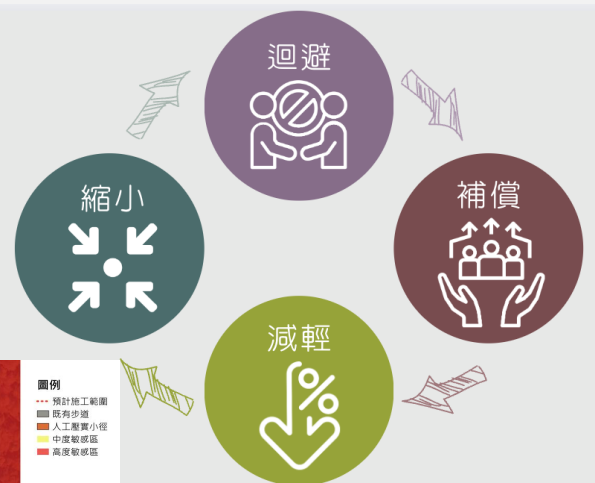 迴避
縮小
補償
減輕
%
圖例
預計施工範圍
既有步道
人工壓實小徑
中度敏感區
高度敏感區